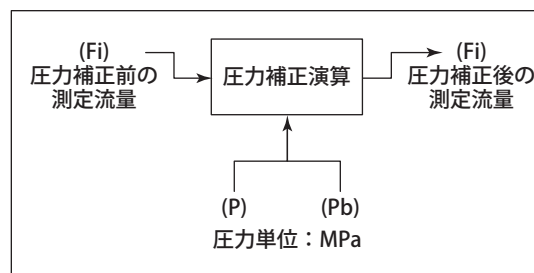 (Fi)
圧力補正前の
測定流量
圧力補正演算
(Fi)
圧力補正後の
測定流量
(P)
(Pb)
圧力単位：MPa